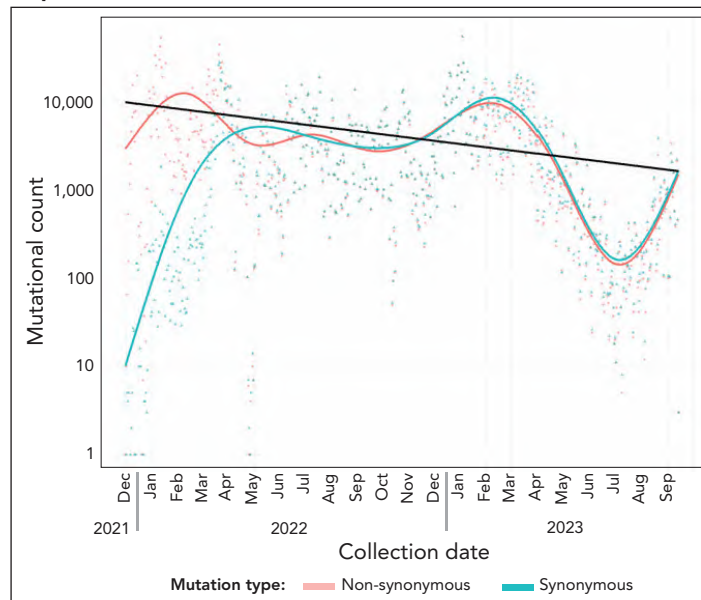 Mutational count
10,000
1,000
100
10
1
Dec Jan Feb Mar Apr May Jun Jul Aug Sep Oct Nov Dec Jan Feb Mar Apr May Jun Jul Aug Sep
2021 2022 2023
Collection date
Mutation type: Non-synonymous Synonymous